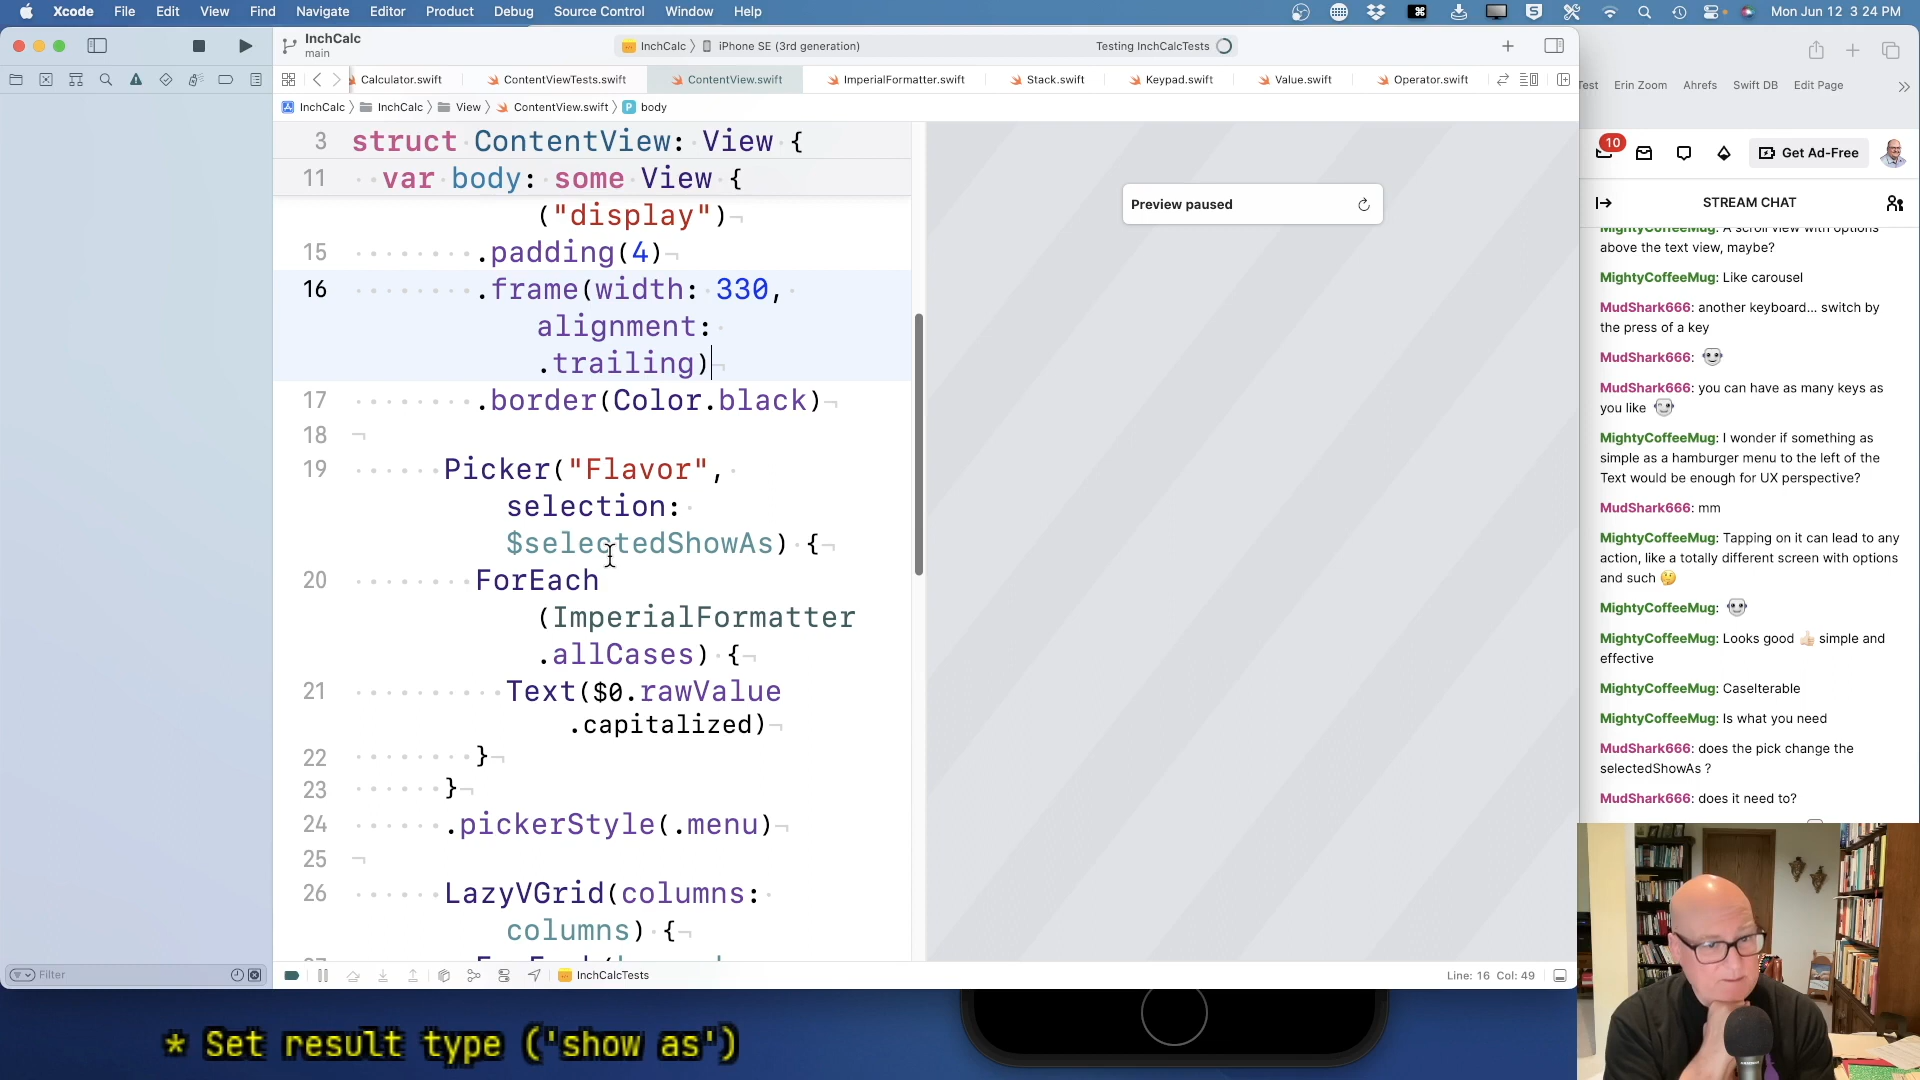 Xcode File Edit View Find Navigate Editor Product Debug Source Control Window Help
Mon Jun 12 3:24 PM
InchCalc
main
InchCalc 〉 iPhone SE (3rd generation)
Testing InchCalcTests
Calculator.swift ContentViewTests.swift ContentView.swift ImperialFormatter.swift Stack.swift Keypad.swift Value.swift Operator.swift
InchCalc 〉 InchCalc 〉 View 〉 ContentView.swift 〉 P body
3 struct ContentView: View {
11 var body: some View {
("display")
15 .padding(4)
16 .frame(width: 330,
alignment:
.trailing)
17 .border(Color.black)
18
19 Picker("Flavor",
selection:
$selectedShowAs) {
20 ForEach
(ImperialFormatter
.allCases) {
21 Text($0.rawValue
.capitalized)
22 }
23 }
24 .pickerStyle(.menu)
25
26 LazyVGrid(columns:
columns) {
Filter
InchCalcTests
Line: 16 Col: 49
Preview paused
Erin Zoom Ahrefs Swift DB Edit Page
10
Get Ad-Free
STREAM CHAT
MightyCoffeeMug: A scroll view with options
above the text view, maybe?
MightyCoffeeMug: Like carousel
MudShark666: another keyboard... switch by
the press of a key
MudShark666:
MudShark666: you can have as many keys as
you like
MightyCoffeeMug: I wonder if something as
simple as a hamburger menu to the left of the
Text would be enough for UX perspective?
MudShark666: mm
MightyCoffeeMug: Tapping on it can lead to any
action, like a totally different screen with options
and such 🤔
MightyCoffeeMug:
MightyCoffeeMug: Looks good 👍🏻 simple and
effective
MightyCoffeeMug: CaseIterable
MightyCoffeeMug: Is what you need
MudShark666: does the pick change the
selectedShowAs ?
MudShark666: does it need to?
* Set result type ('show as')